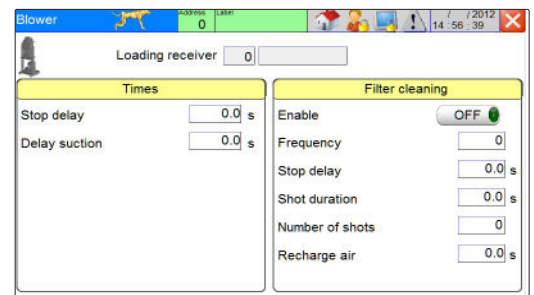 Blower
Address
0
Label
/ / 2012
14 : 56 : 39
Loading receiver 0
Times
Stop delay 0.0 s
Delay suction 0.0 s
Filter cleaning
Enable OFF
Frequency 0
Stop delay 0.0 s
Shot duration 0.0 s
Number of shots 0
Recharge air 0.0 s